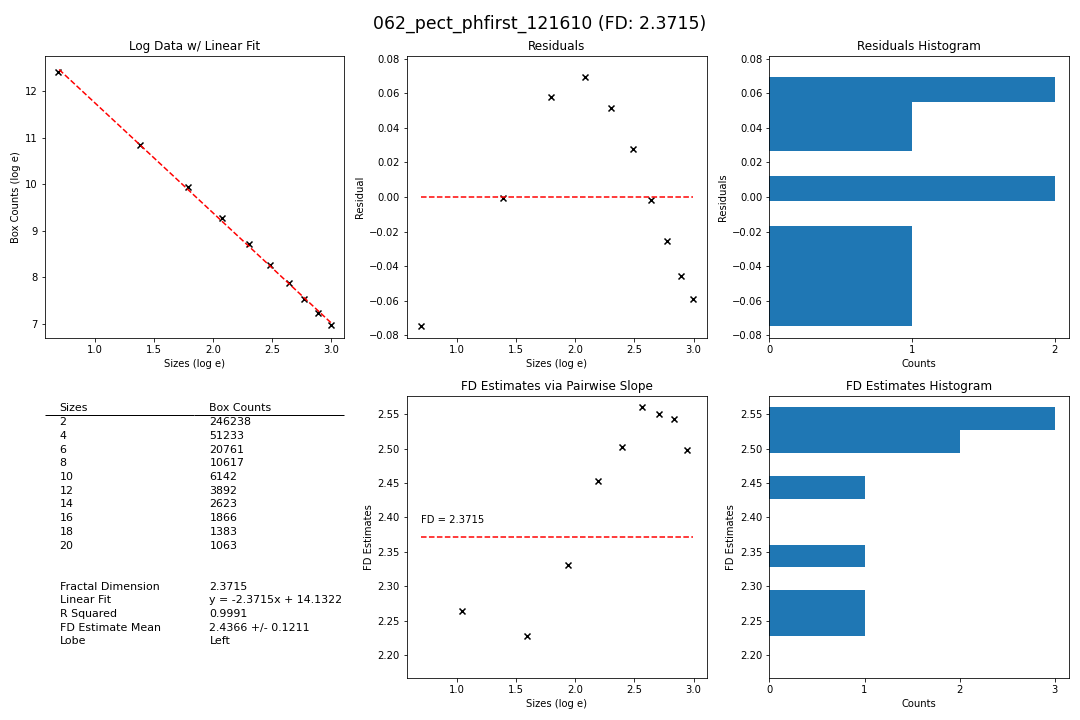 062_pect_phfirst_121610 (FD: 2.3715)
Log Data w/ Linear Fit
Box Counts (log e)
12
11
10
9
8
7
1.0 1.5 2.0 2.5 3.0
Sizes (log e)
Residuals
Residual
0.08
0.06
0.04
0.02
0.00
−0.02
−0.04
−0.06
−0.08
1.0 1.5 2.0 2.5 3.0
Sizes (log e)
Residuals Histogram
Residuals
0.08
0.06
0.04
0.02
0.00
−0.02
−0.04
−0.06
−0.08
0 1 2
Counts
Sizes Box Counts
2 246238
4 51233
6 20761
8 10617
10 6142
12 3892
14 2623
16 1866
18 1383
20 1063
Fractal Dimension 2.3715
Linear Fit y = -2.3715x + 14.1322
R Squared 0.9991
FD Estimate Mean 2.4366 +/- 0.1211
Lobe Left
FD Estimates via Pairwise Slope
FD Estimates
2.55
2.50
2.45
2.40
2.35
2.30
2.25
2.20
FD = 2.3715
1.0 1.5 2.0 2.5 3.0
Sizes (log e)
FD Estimates Histogram
FD Estimates
2.55
2.50
2.45
2.40
2.35
2.30
2.25
2.20
0 1 2 3
Counts